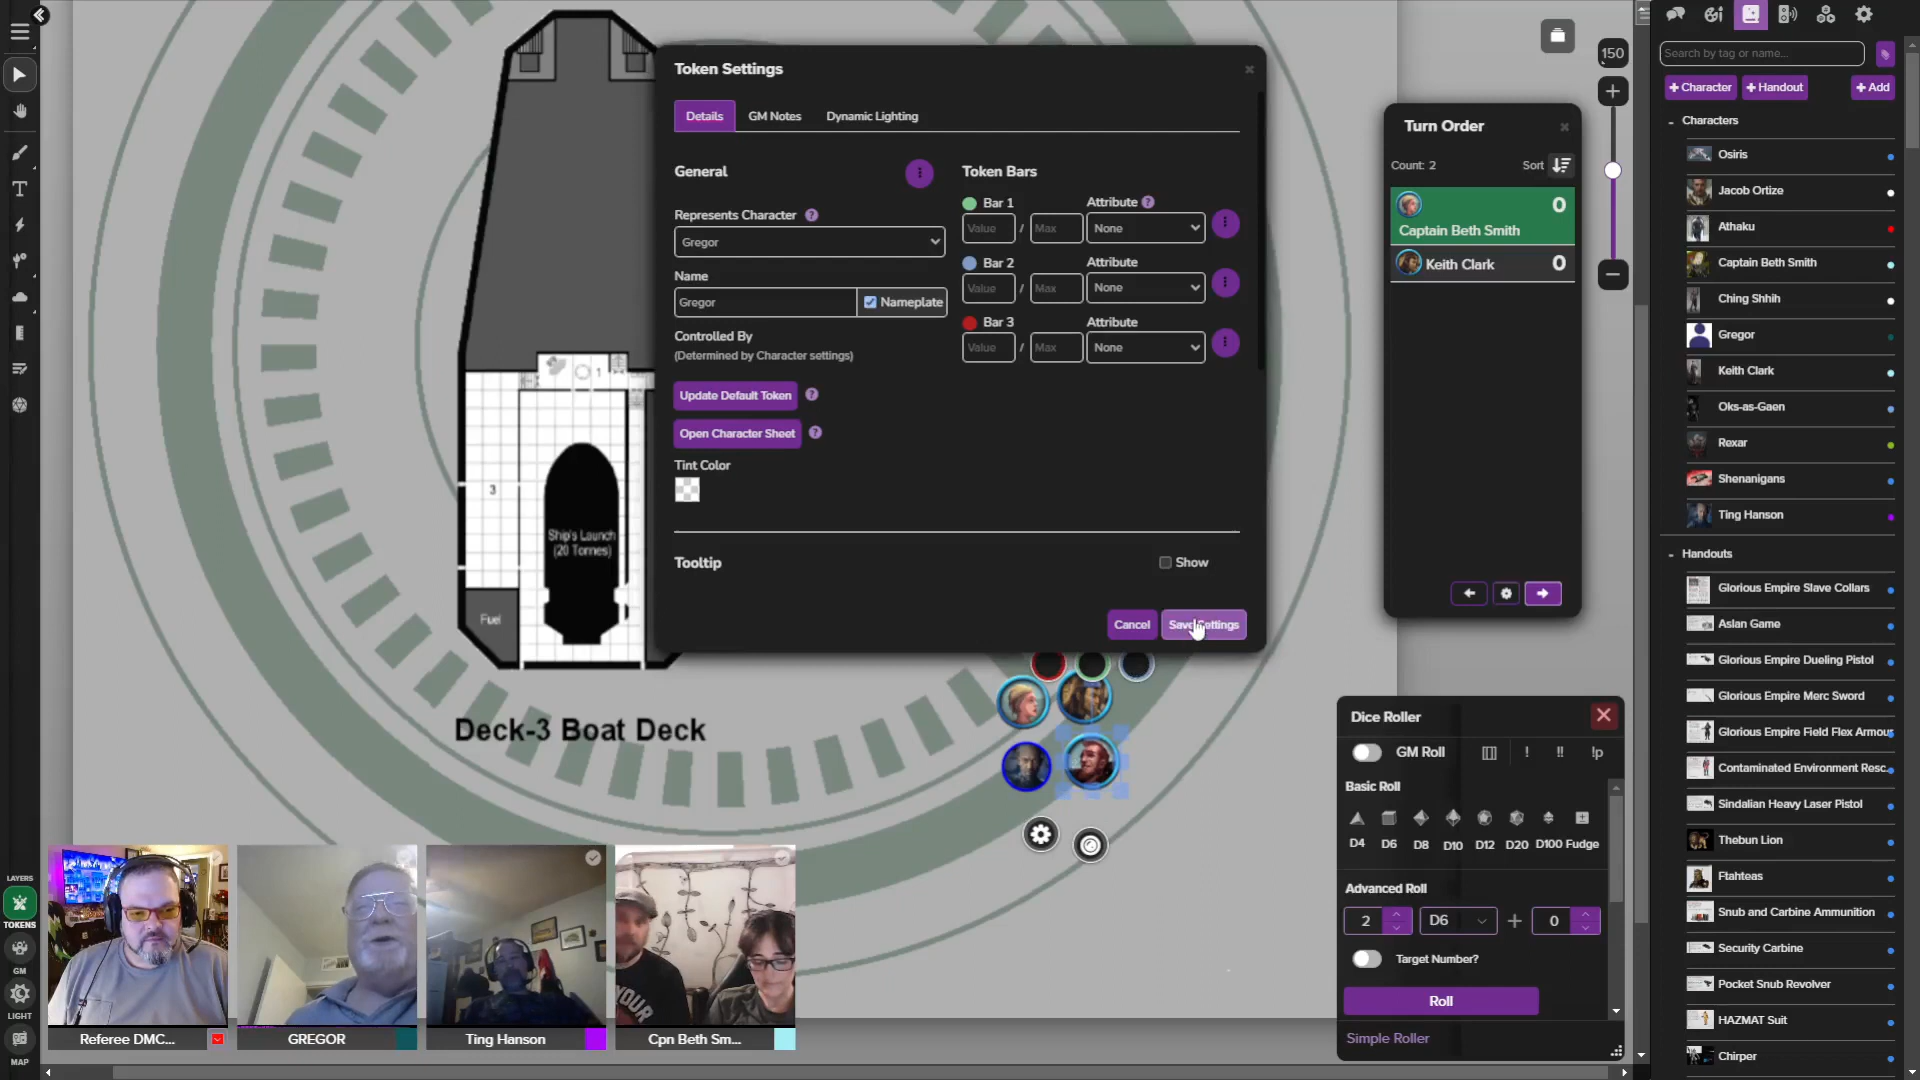 Token Settings
Details
GM Notes
Dynamic Lighting
General
Represents Character
Gregor
Name
Gregor
Nameplate
Controlled By
(Determined by Character settings)
Update Default Token
Open Character Sheet
Tint Color
Token Bars
Bar 1
Attribute
Value / Max
None
Bar 2
Attribute
Value / Max
None
Bar 3
Attribute
Value / Max
None
Tooltip
Show
Cancel
Save Settings
1
3
Ship's Launch
(20 Tonnes)
Fuel
Deck-3 Boat Deck
150
Turn Order
Count: 2
Sort
0
Captain Beth Smith
Keith Clark
0
Dice Roller
GM Roll
[[]]
!
!!
!p
Basic Roll
D4
D6
D8
D10
D12
D20
D100
Fudge
Advanced Roll
2
D6
+
0
Target Number?
Roll
Simple Roller
Search by tag or name...
+ Character
+ Handout
+ Add
Characters
Osiris
Jacob Ortize
Athaku
Captain Beth Smith
Ching Shhih
Gregor
Keith Clark
Oks-as-Gaen
Rexar
Shenanigans
Ting Hanson
Handouts
Glorious Empire Slave Collars
Aslan Game
Glorious Empire Dueling Pistol
Glorious Empire Merc Sword
Glorious Empire Field Flex Armour
Contaminated Environment Resc...
Sindalian Heavy Laser Pistol
Thebun Lion
Ftahteas
Snub and Carbine Ammunition
Security Carbine
Pocket Snub Revolver
HAZMAT Suit
Chirper
LAYERS
TOKENS
GM
LIGHT
MAP
YOUR
Referee DMC...
GREGOR
Ting Hanson
Cpn Beth Sm...